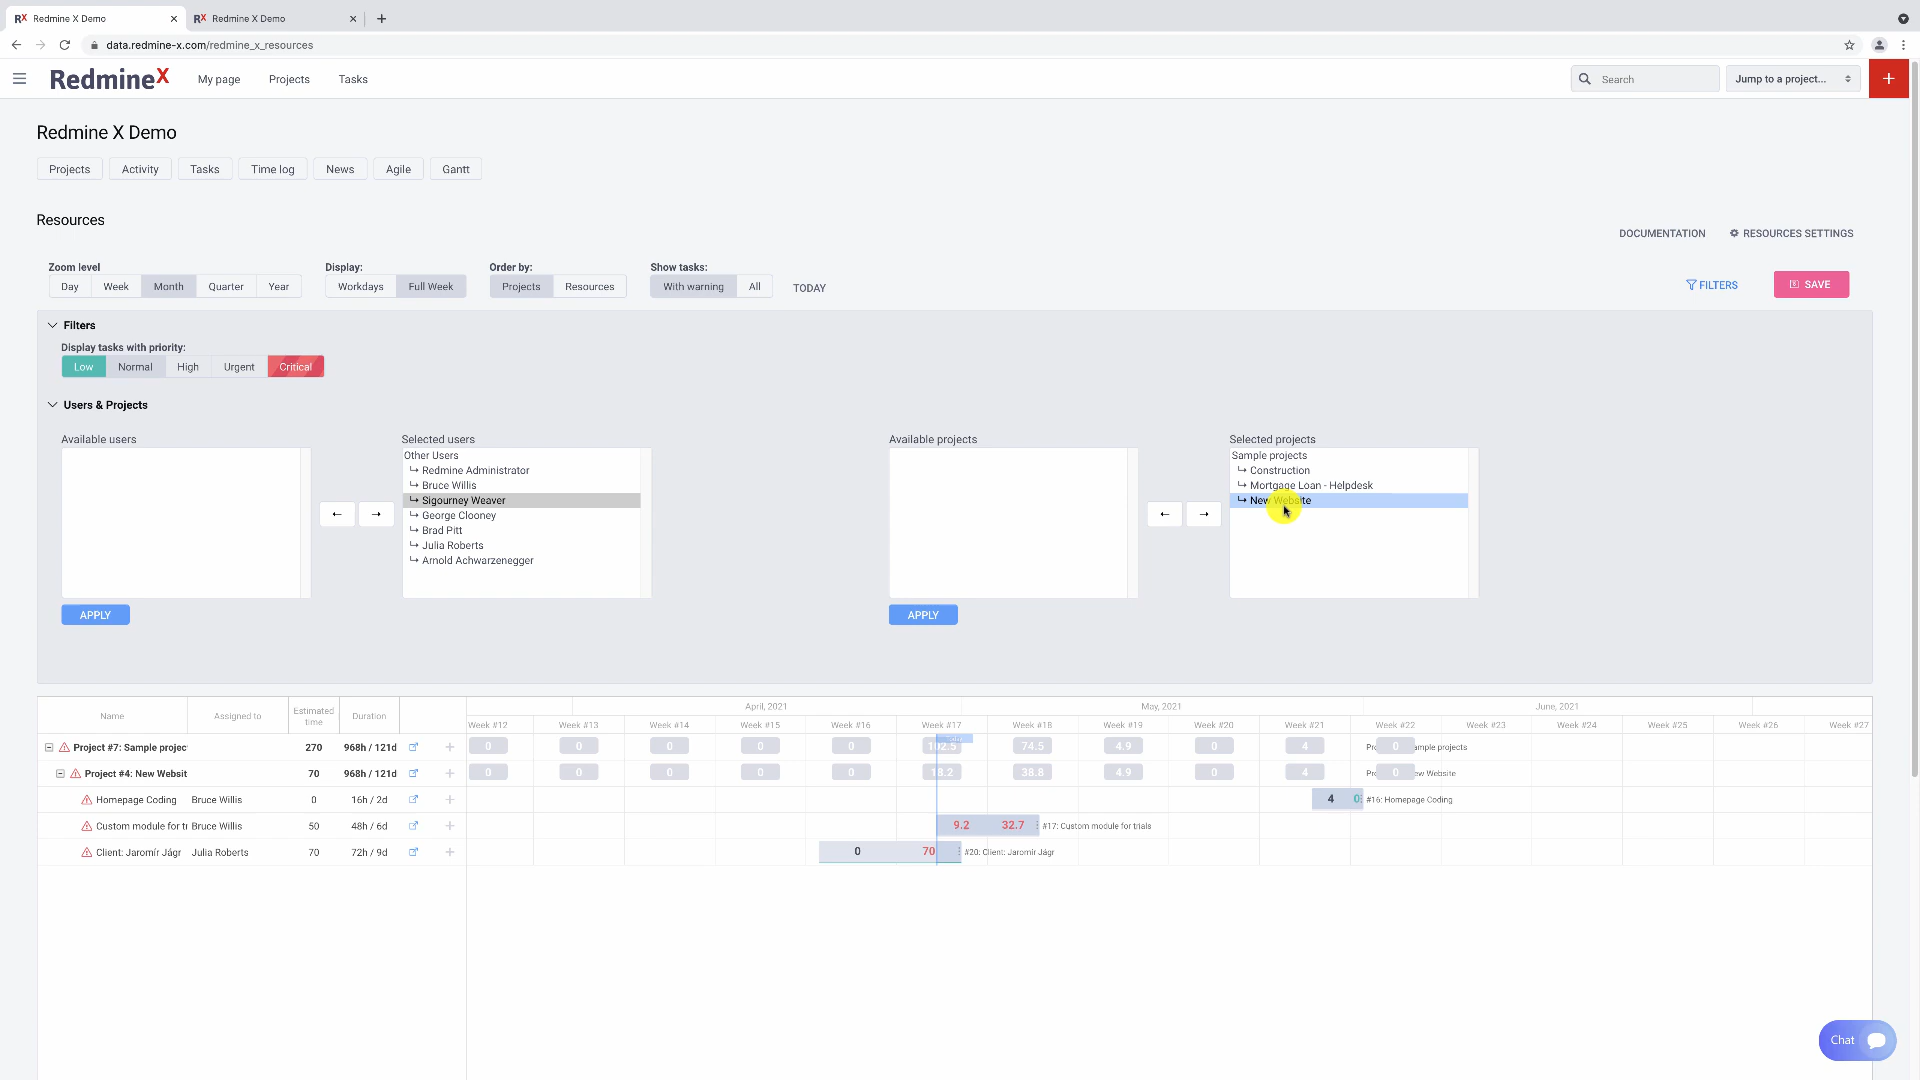 Redmine X Demo
Redmine X Demo
data.redmine-x.com/redmine_x_resources
RedmineX My page Projects Tasks Search Jump to a project... +
Redmine X Demo
Projects Activity Tasks Time log News Agile Gantt
Resources
DOCUMENTATION RESOURCES SETTINGS
Zoom level Display: Order by: Show tasks:
Day Week Month Quarter Year Workdays Full Week Projects Resources With warning All TODAY FILTERS SAVE
Filters
Display tasks with priority:
Low Normal High Urgent Critical
Users & Projects
Available users Selected users Available projects Selected projects
Other Users
↳ Redmine Administrator
↳ Bruce Willis
↳ Sigourney Weaver
↳ George Clooney
↳ Brad Pitt
↳ Julia Roberts
↳ Arnold Achwarzenegger
Sample projects
↳ Construction
↳ Mortgage Loan - Helpdesk
↳ New Website
← →
← →
APPLY APPLY
Name Assigned to Estimated time Duration
April, 2021 May, 2021 June, 2021
Week #12 Week #13 Week #14 Week #15 Week #16 Week #17 Week #18 Week #19 Week #20 Week #21 Week #22 Week #23 Week #24 Week #25 Week #26 Week #27
Project #7: Sample projec 270 968h / 121d + 0 0 0 0 0 102.5 74.5 4.9 0 4 0 ample projects
Project #4: New Websit 70 968h / 121d + 0 0 0 0 0 18.2 38.8 4.9 0 4 0 ew Website
Homepage Coding Bruce Willis 0 16h / 2d + 4 0 #16: Homepage Coding
Custom module for tr Bruce Willis 50 48h / 6d + 9.2 32.7 #17: Custom module for trials
Client: Jaromír Jágr Julia Roberts 70 72h / 9d + 0 70 #20: Client: Jaromír Jágr
Chat